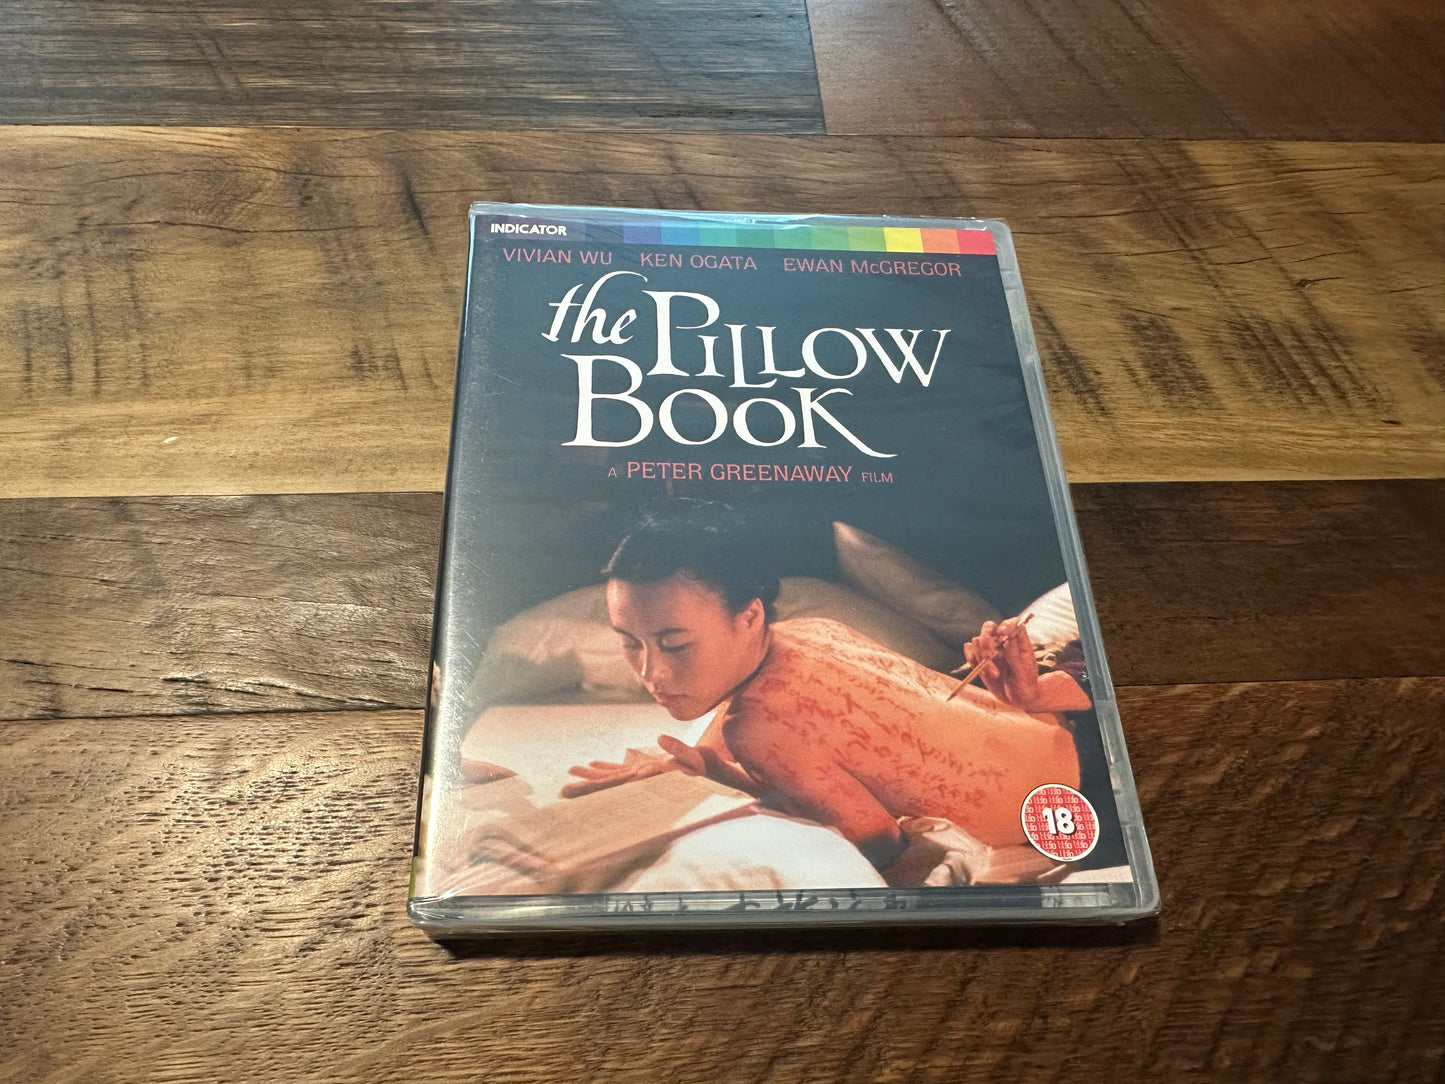 INDICATOR
VIVIAN WU KEN OGATA EWAN McGREGOR
the PILLOW
BOOK
A PETER GREENAWAY FILM
18